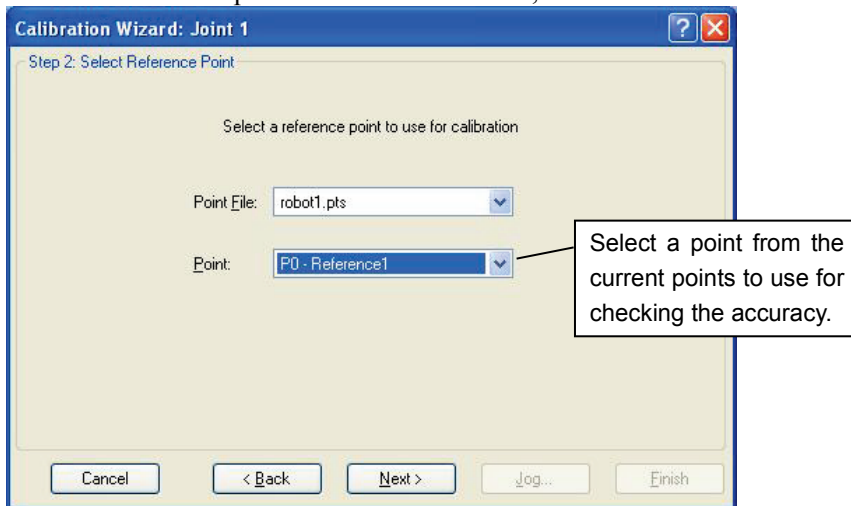 Calibration Wizard: Joint 1
Step 2: Select Reference Point
Select a reference point to use for calibration
Point File: robot1.pts
Point: P0 - Reference1
Select a point from the
current points to use for
checking the accuracy.
Cancel < Back Next > Jog... Finish